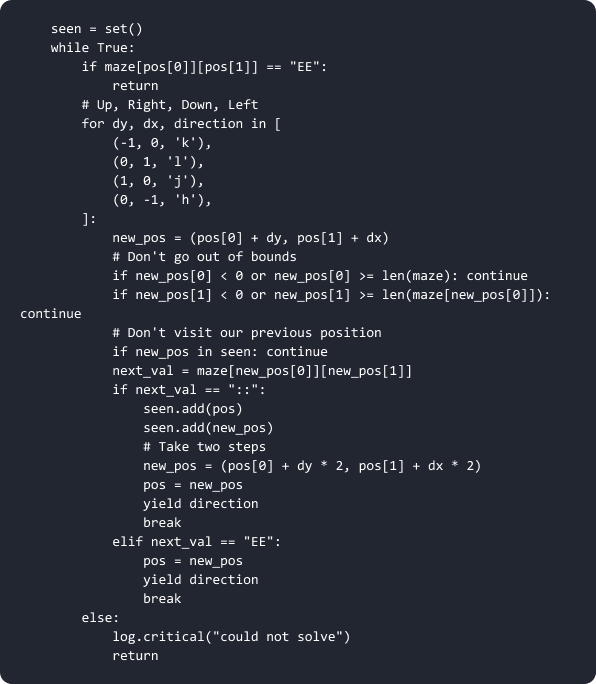 seen = set()
    while True:
        if maze[pos[0]][pos[1]] == "EE":
            return
        # Up, Right, Down, Left
        for dy, dx, direction in [
            (-1, 0, 'k'),
            (0, 1, 'l'),
            (1, 0, 'j'),
            (0, -1, 'h'),
        ]:
            new_pos = (pos[0] + dy, pos[1] + dx)
            # Don't go out of bounds
            if new_pos[0] < 0 or new_pos[0] >= len(maze): continue
            if new_pos[1] < 0 or new_pos[1] >= len(maze[new_pos[0]]):
continue
            # Don't visit our previous position
            if new_pos in seen: continue
            next_val = maze[new_pos[0]][new_pos[1]]
            if next_val == "::":
                seen.add(pos)
                seen.add(new_pos)
                # Take two steps
                new_pos = (pos[0] + dy * 2, pos[1] + dx * 2)
                pos = new_pos
                yield direction
                break
            elif next_val == "EE":
                pos = new_pos
                yield direction
                break
        else:
            log.critical("could not solve")
            return